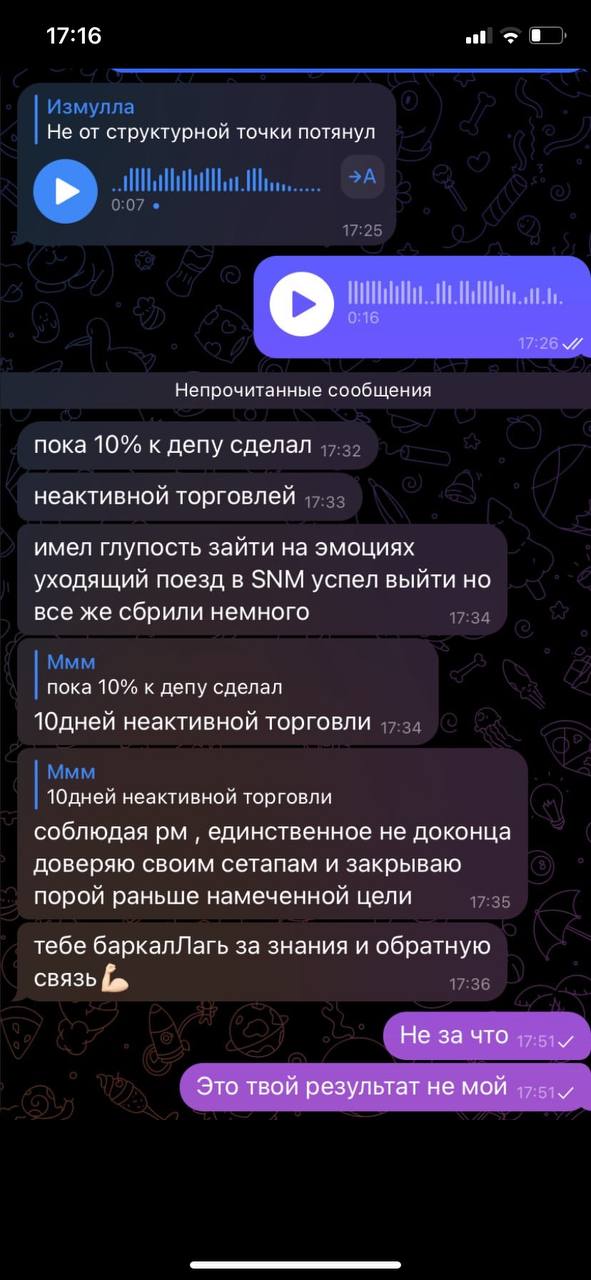 17:16
Измулла
Не от структурной точки потянул
→A
0:07
17:25
0:16
17:26
Непрочитанные сообщения
пока 10% к депу сделал 17:32
неактивной торговлей 17:33
имел глупость зайти на эмоциях
уходящий поезд в SNM успел выйти но
все же сбрили немного 17:34
Ммм
пока 10% к депу сделал
10дней неактивной торговли 17:34
Ммм
10дней неактивной торговли
соблюдая рм , единственное не доконца
доверяю своим сетапам и закрываю
порой раньше намеченной цели 17:35
тебе баркалЛагь за знания и обратную
связь💪🏻 17:36
Не за что 17:51
Это твой результат не мой 17:51